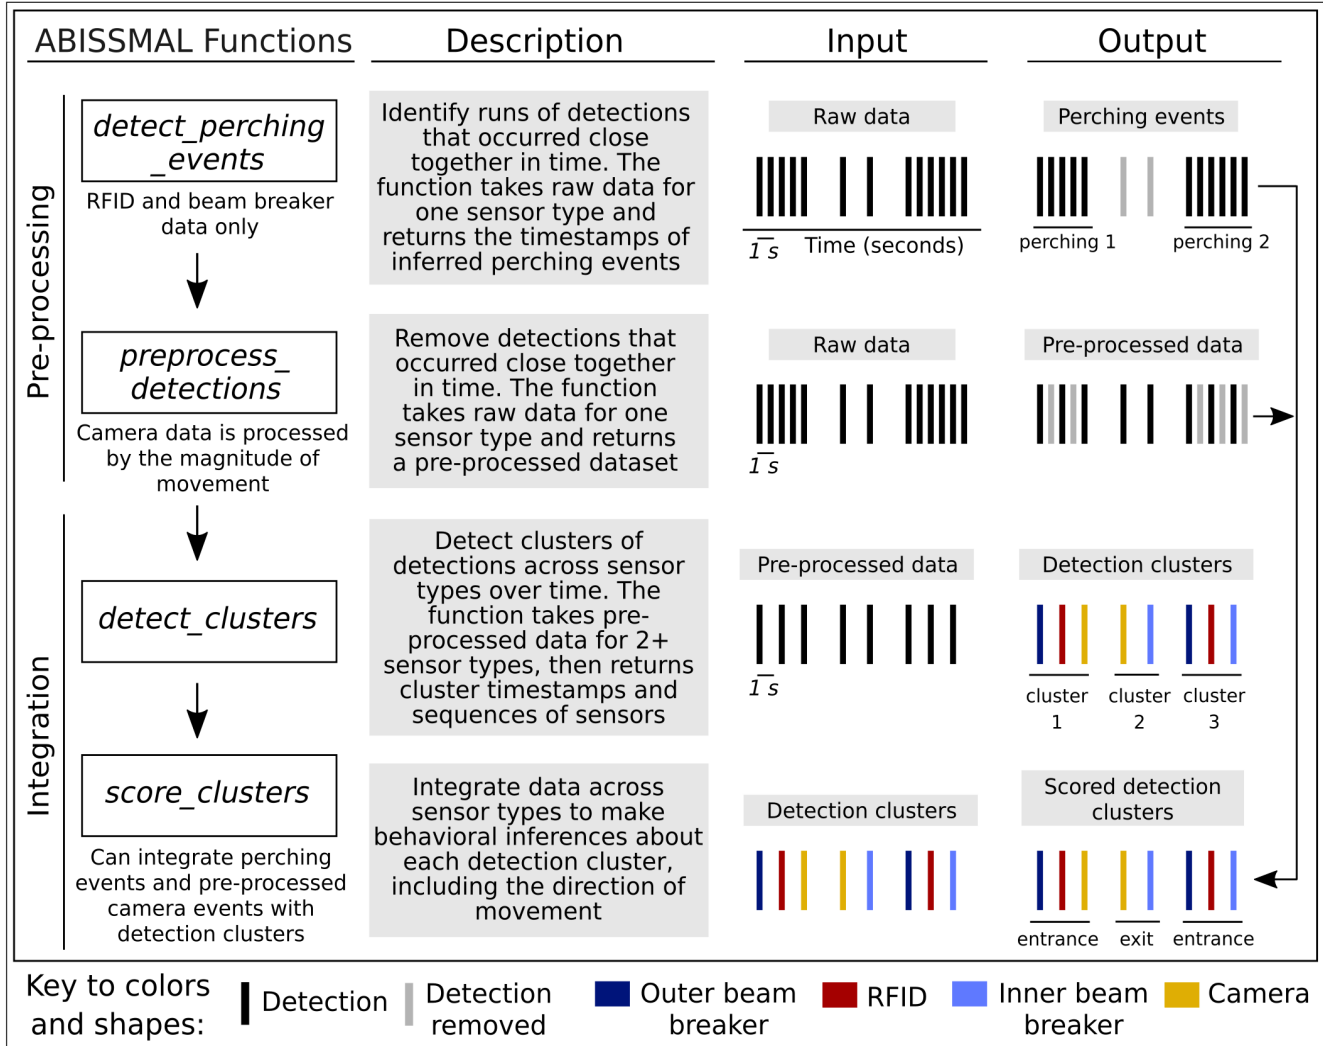 ABISSMAL Functions
Description
Input
Output
Pre-processing
detect_perching
_events
RFID and beam breaker
data only
Identify runs of detections
that occurred close
together in time. The
function takes raw data for
one sensor type and
returns the timestamps of
inferred perching events
Raw data
1 s
Time (seconds)
Perching events
perching 1
perching 2
preprocess_
detections
Camera data is processed
by the magnitude of
movement
Remove detections that
occurred close together
in time. The function
takes raw data for one
sensor type and returns
a pre-processed dataset
Raw data
1 s
Pre-processed data
Integration
detect_clusters
Detect clusters of
detections across sensor
types over time. The
function takes pre-
processed data for 2+
sensor types, then returns
cluster timestamps and
sequences of sensors
Pre-processed data
1 s
Detection clusters
cluster
1
cluster
2
cluster
3
score_clusters
Can integrate perching
events and pre-processed
camera events with
detection clusters
Integrate data across
sensor types to make
behavioral inferences about
each detection cluster,
including the direction of
movement
Detection clusters
Scored detection
clusters
entrance
exit
entrance
Key to colors
and shapes:
Detection
Detection
removed
Outer beam
breaker
RFID
Inner beam
breaker
Camera